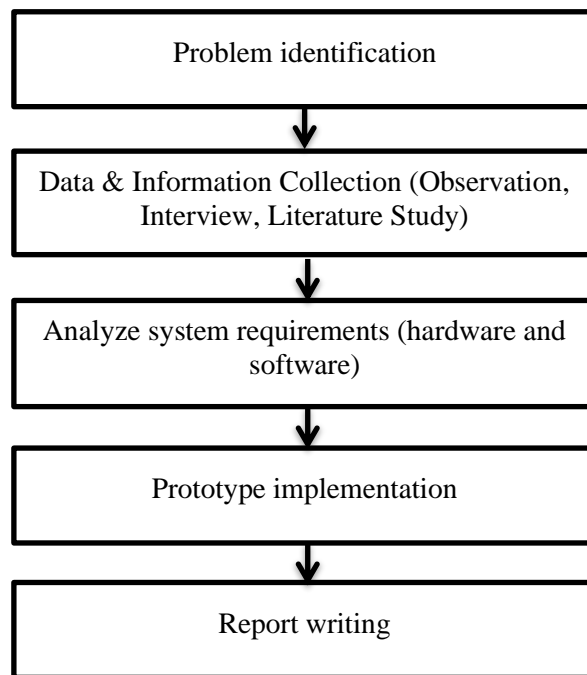 Problem identification
Data & Information Collection (Observation,
Interview, Literature Study)
Analyze system requirements (hardware and
software)
Prototype implementation
Report writing